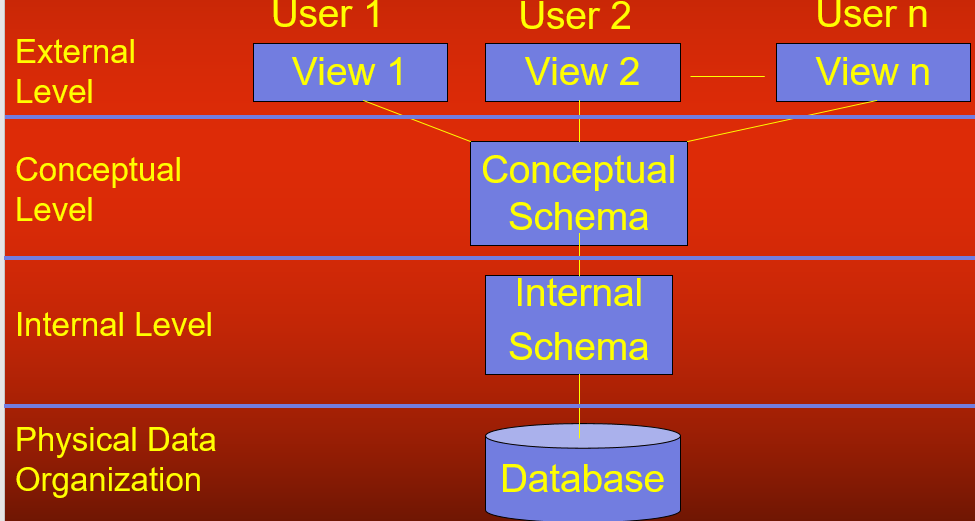 User 1
User 2
User n
External
Level
View 1
View 2
View n
Conceptual
Level
Conceptual
Schema
Internal Level
Internal
Schema
Physical Data
Organization
Database